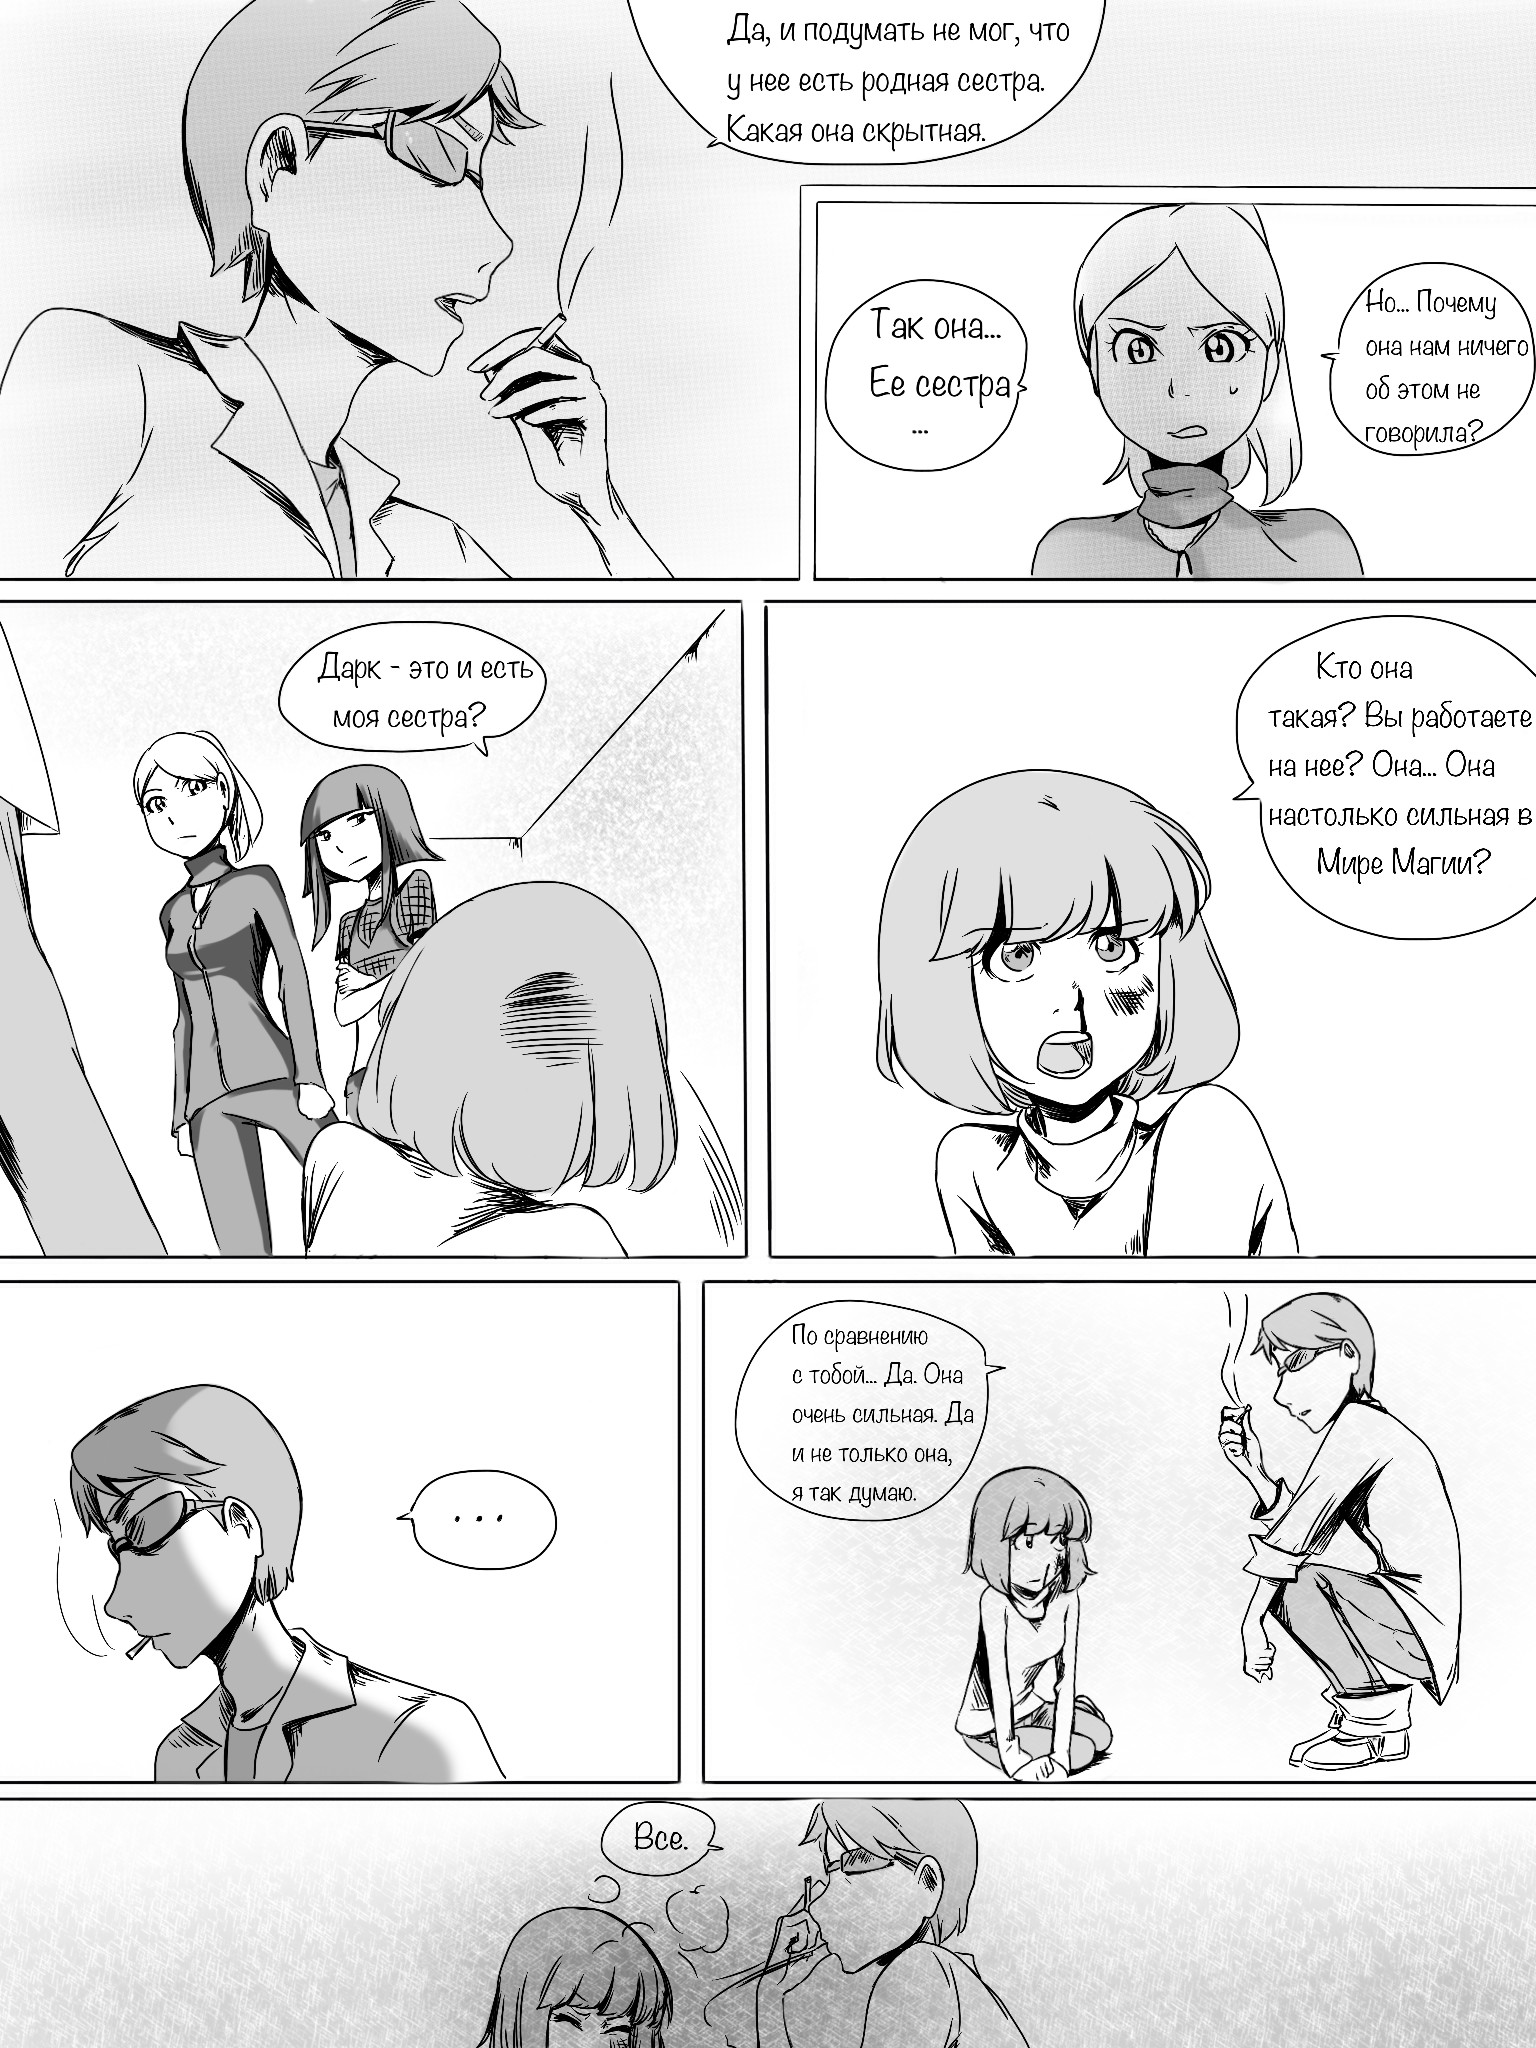 Да, и подумать не мог, что
у нее есть родная сестра.
Какая она скрытная.
Так она...
Ее сестра
...
Но... Почему
она нам ничего
об этом не
говорила?
Дарк - это и есть
моя сестра?
Кто она
такая? Вы работаете
на нее? Она... Она
настолько сильная в
Мире Магии?
...
По сравнению
с тобой... Да. Она
очень сильная. Да
и не только она,
я так думаю.
Все.